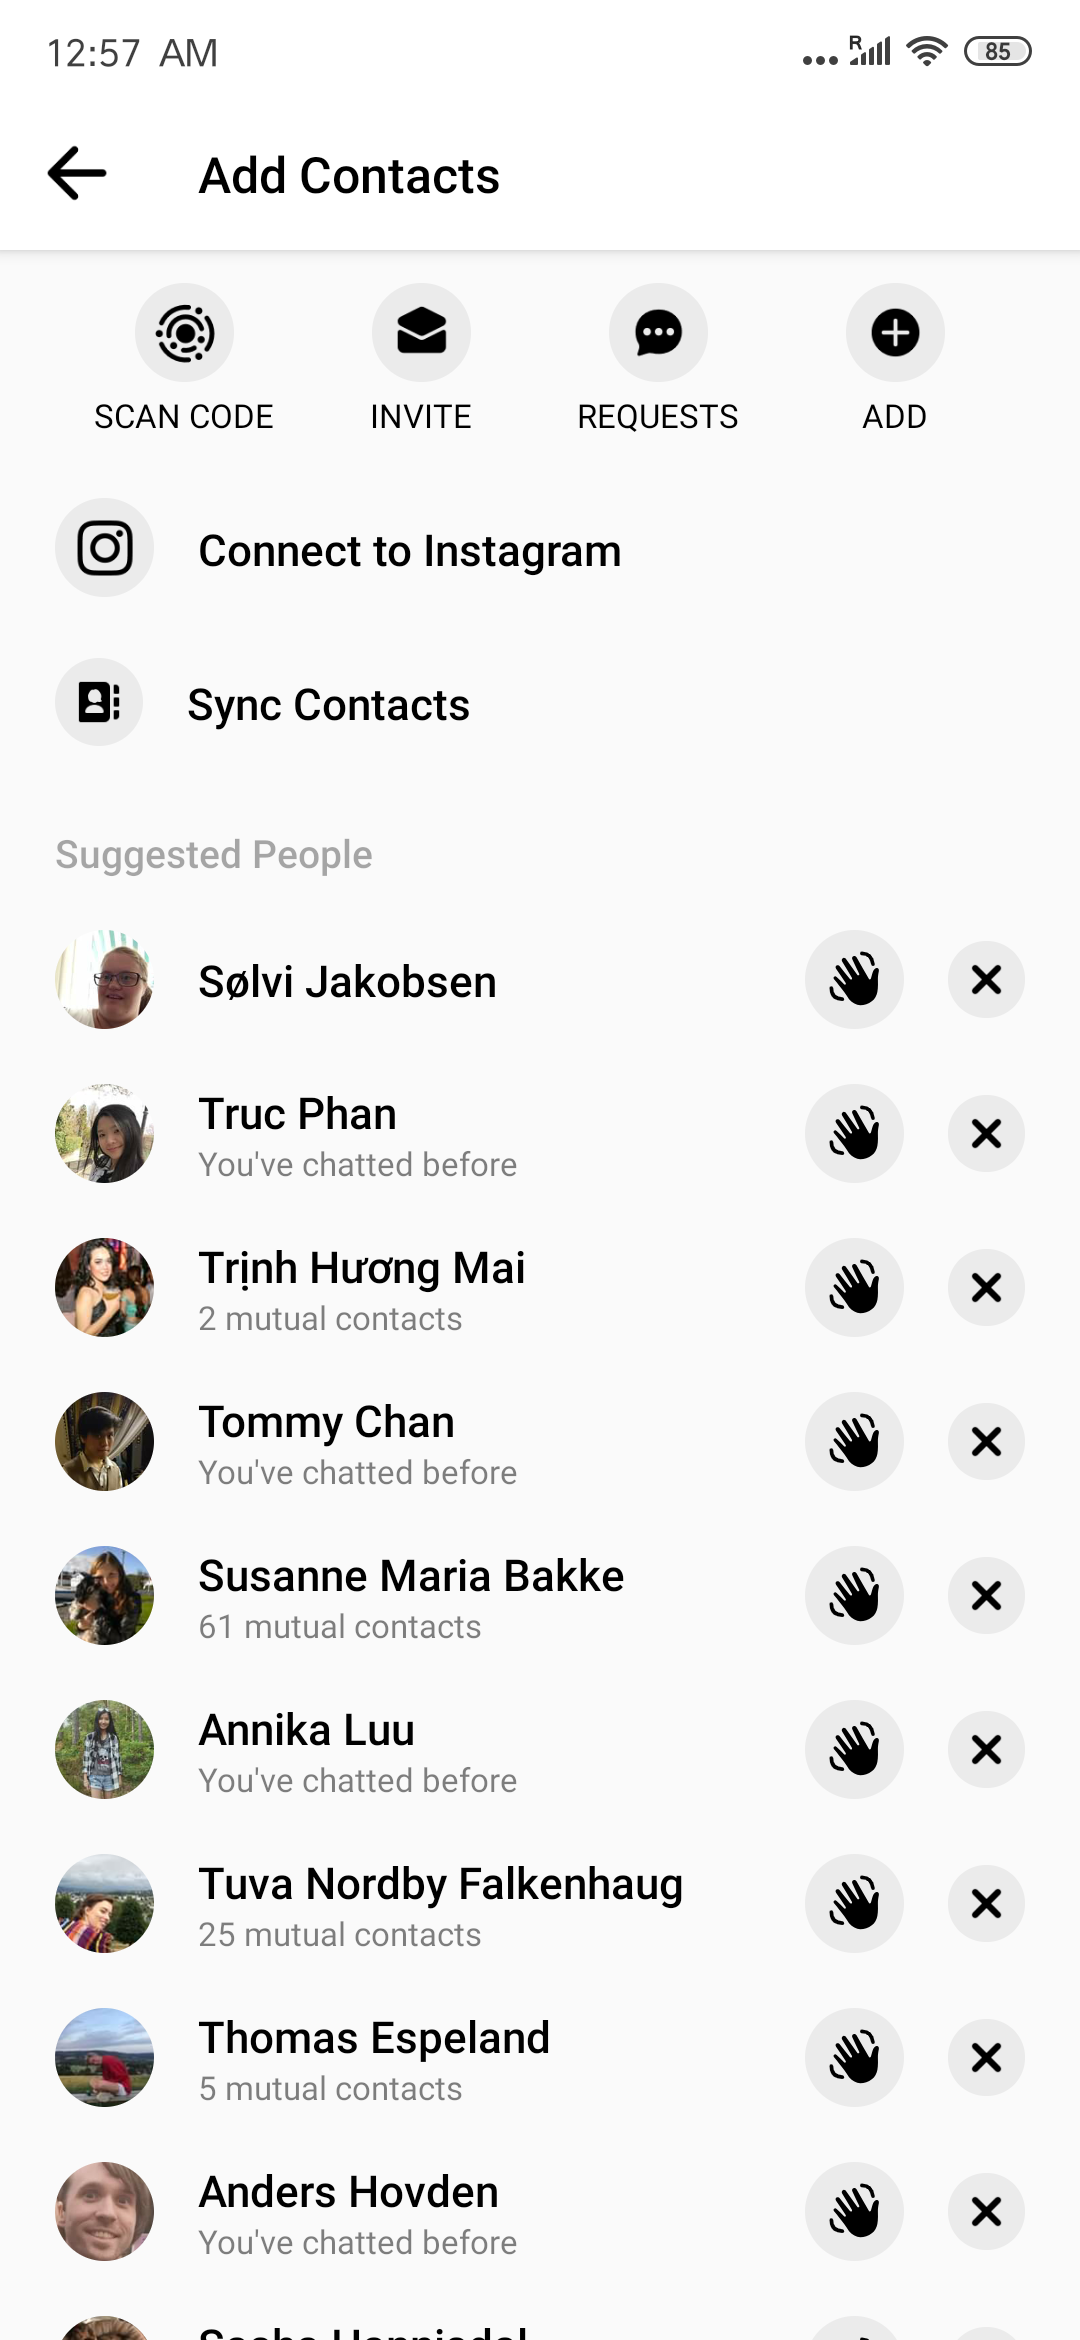 12:57 AM
R
85
Add Contacts
SCAN CODE
INVITE
REQUESTS
ADD
Connect to Instagram
Sync Contacts
Suggested People
Sølvi Jakobsen
Truc Phan
You've chatted before
Trịnh Hương Mai
2 mutual contacts
Tommy Chan
You've chatted before
Susanne Maria Bakke
61 mutual contacts
Annika Luu
You've chatted before
Tuva Nordby Falkenhaug
25 mutual contacts
Thomas Espeland
5 mutual contacts
Anders Hovden
You've chatted before